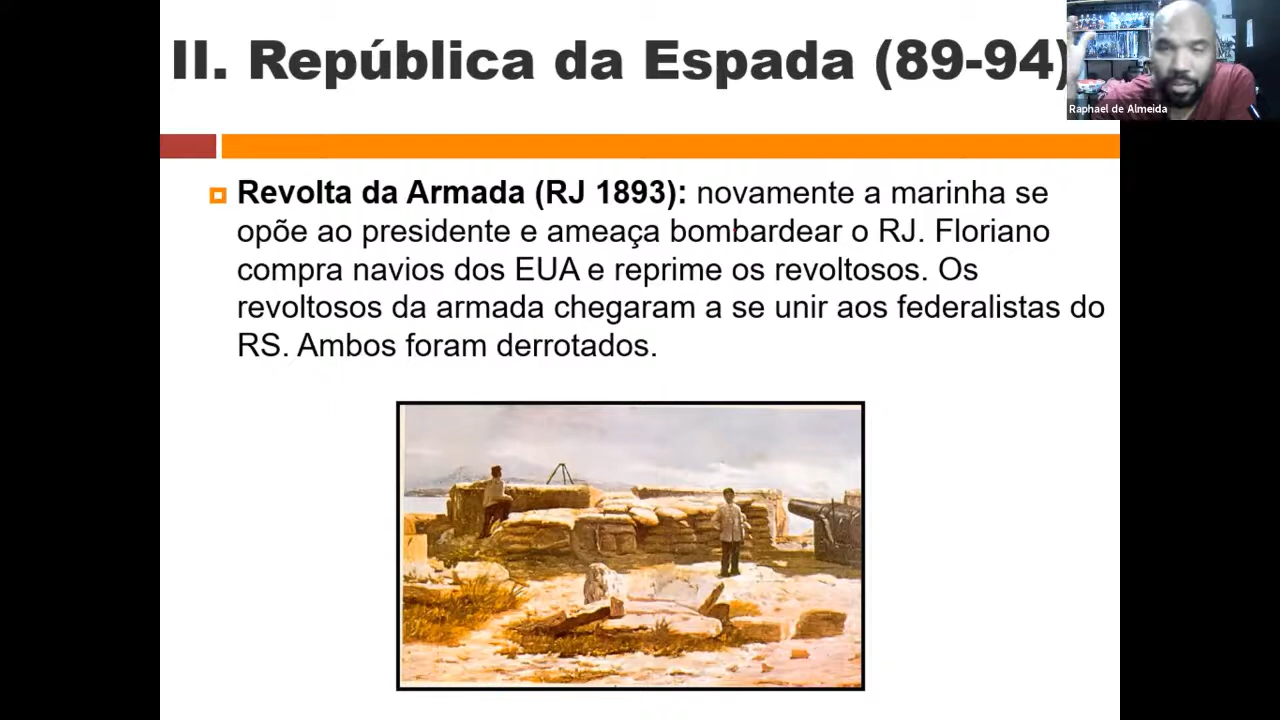 II. República da Espada (89-94)
Raphael de Almeida
Revolta da Armada (RJ 1893): novamente a marinha se
opõe ao presidente e ameaça bombardear o RJ. Floriano
compra navios dos EUA e reprime os revoltosos. Os
revoltosos da armada chegaram a se unir aos federalistas do
RS. Ambos foram derrotados.